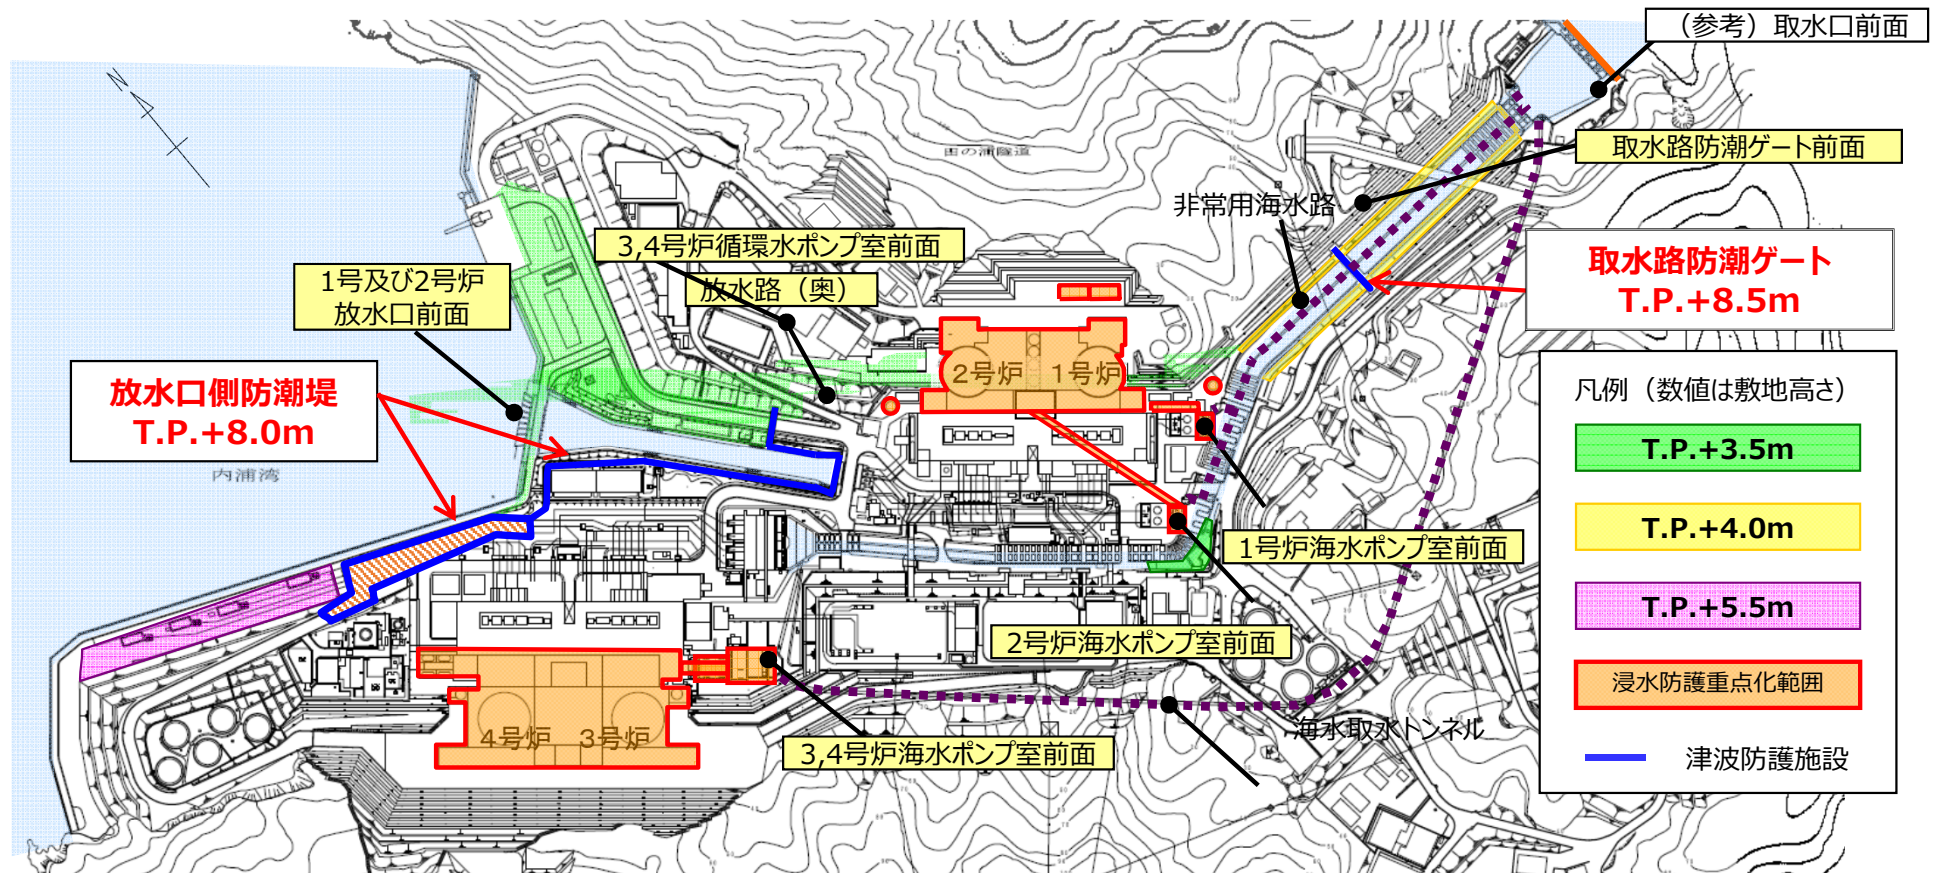 (参考)取水口前面
取水路防潮ゲート前面
田の浦隧道
非常用海水路
3,4号炉循環水ポンプ室前面
放水路(奥)
1号及び2号炉
放水口前面
取水路防潮ゲート
T.P.+8.5m
放水口側防潮堤
T.P.+8.0m
内浦湾
N
2号炉
1号炉
凡例(数値は敷地高さ)
T.P.+3.5m
T.P.+4.0m
T.P.+5.5m
浸水防護重点化範囲
津波防護施設
1号炉海水ポンプ室前面
2号炉海水ポンプ室前面
海水取水トンネル
4号炉
3号炉
3,4号炉海水ポンプ室前面